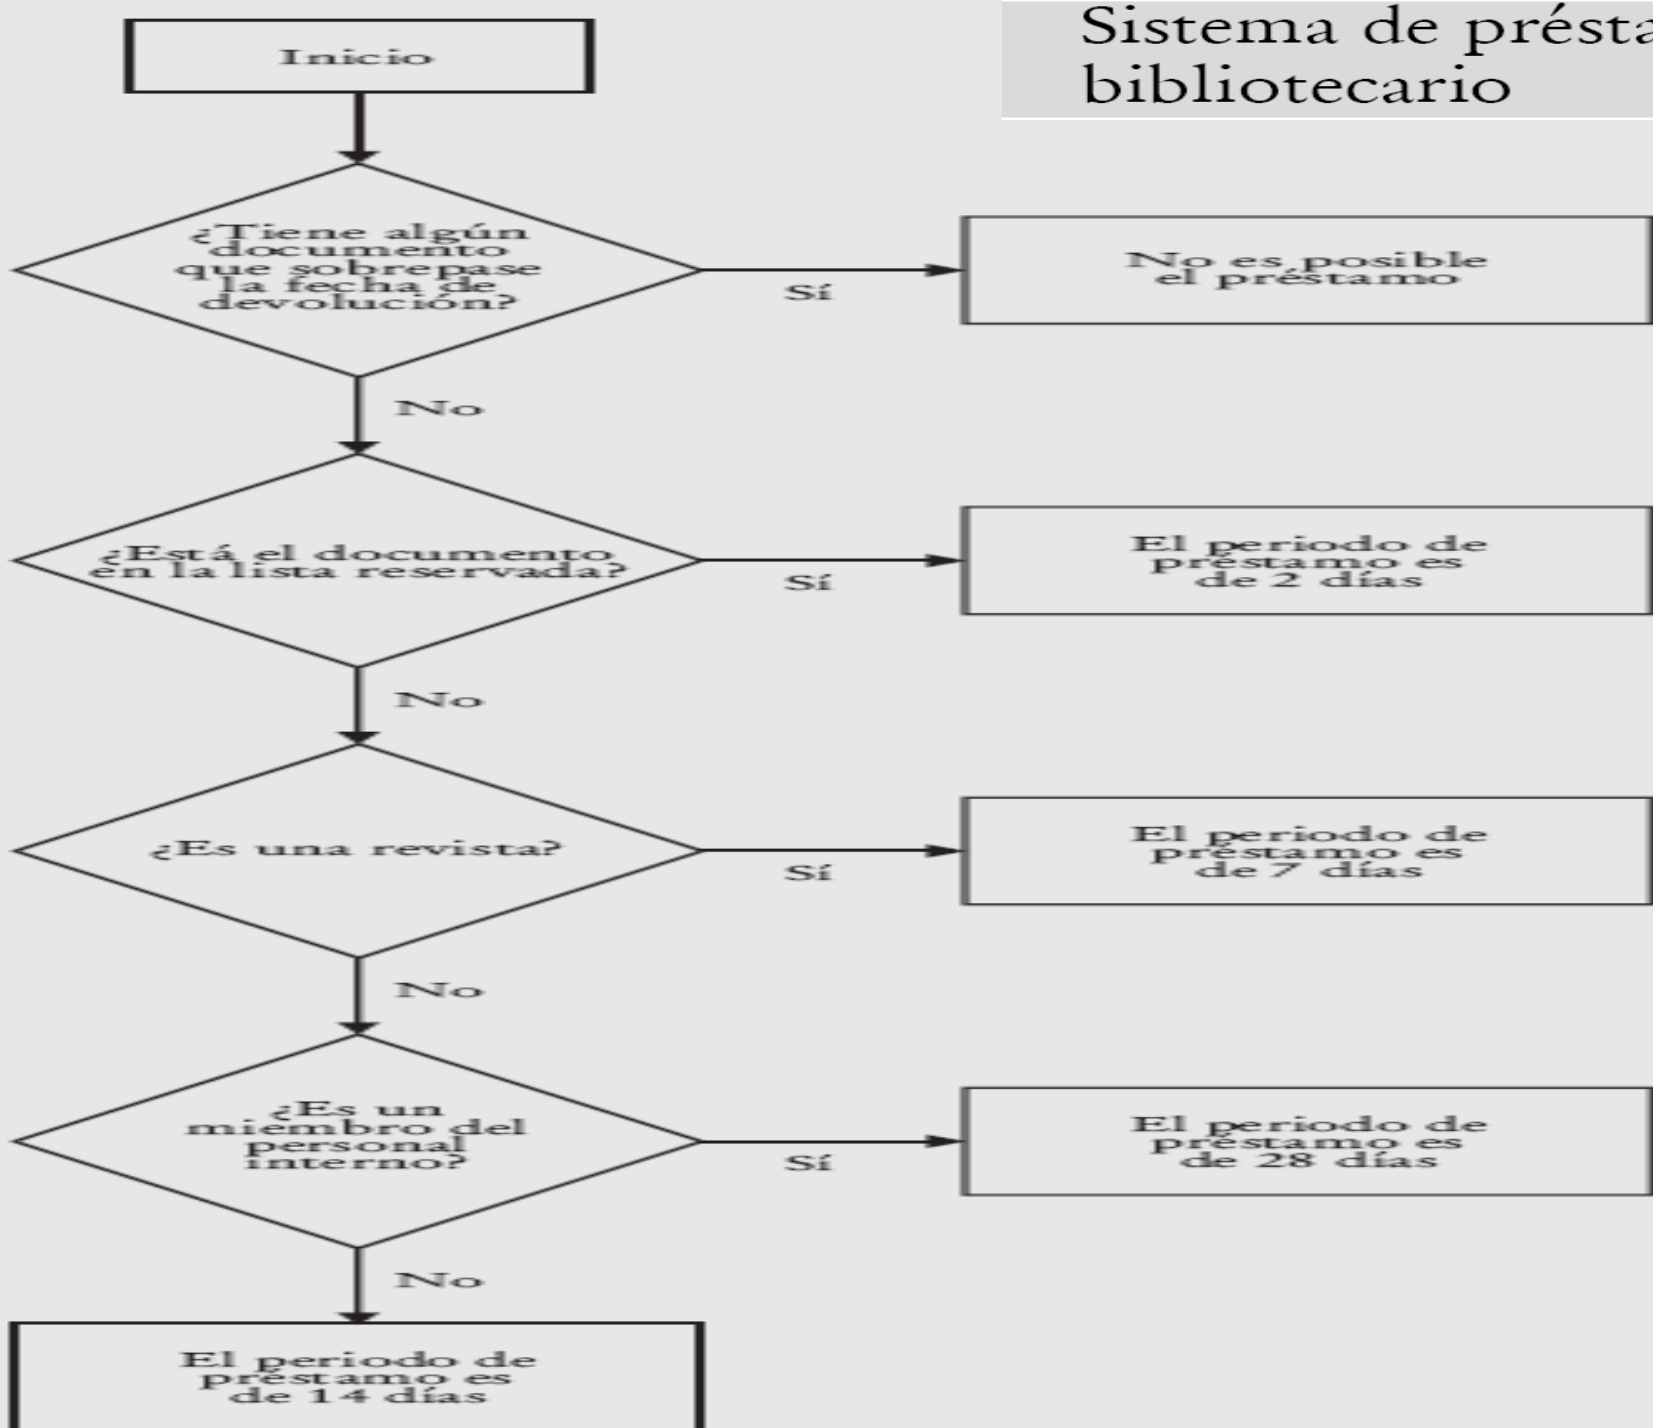 Sistema de présta
bibliotecario
Inicio
¿Tiene algún
documento
que sobrepase
la fecha de
devolución?
Sí
No es posible
el préstamo
No
¿Está el documento
en la lista reservada?
Sí
El periodo de
préstamo es
de 2 días
No
¿Es una revista?
Sí
El periodo de
préstamo es
de 7 días
No
¿Es un
miembro del
personal
interno?
Sí
El periodo de
préstamo es
de 28 días
No
El periodo de
préstamo es
de 14 días